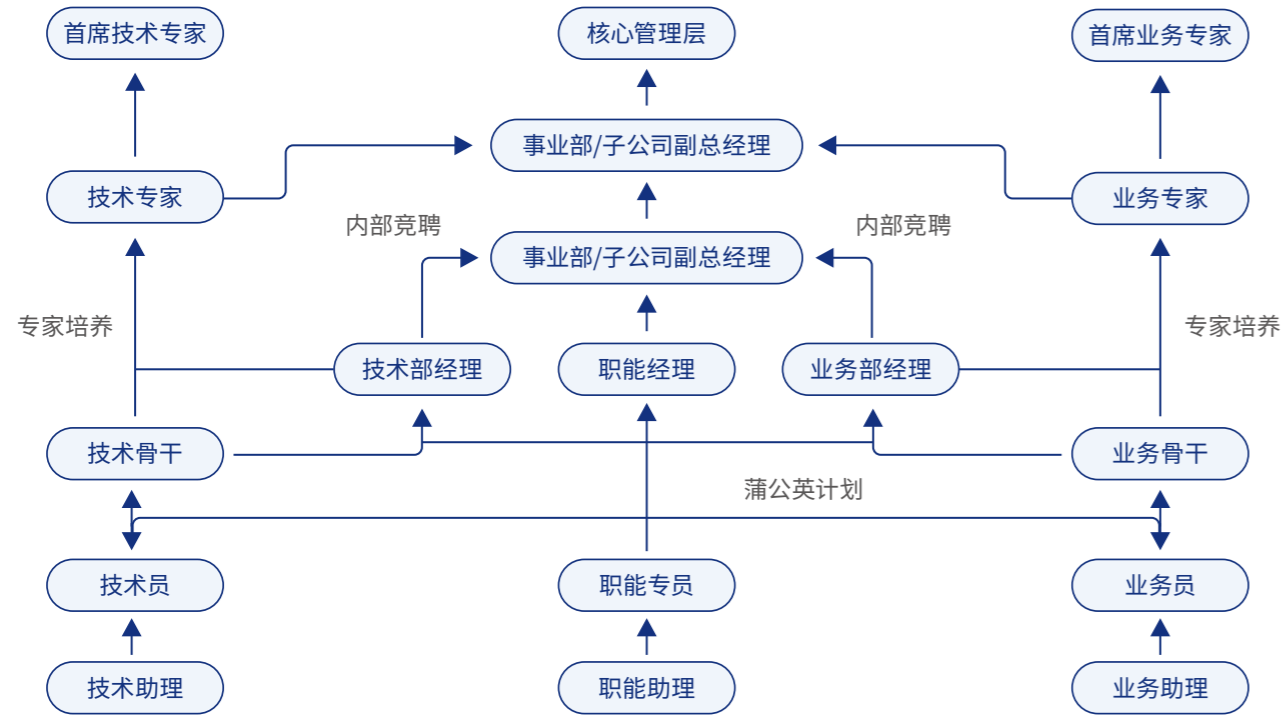 首席技术专家
核心管理层
首席业务专家
事业部/子公司副总经理
技术专家
业务专家
内部竞聘
内部竞聘
事业部/子公司副总经理
专家培养
专家培养
技术部经理
职能经理
业务部经理
技术骨干
业务骨干
蒲公英计划
技术员
职能专员
业务员
技术助理
职能助理
业务助理